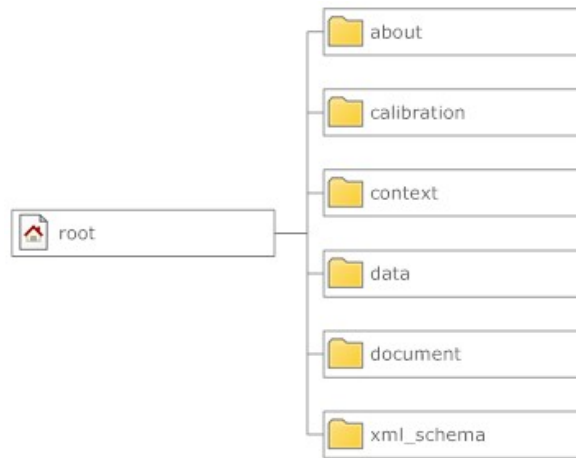 about
calibration
context
root
data
document
xml_schema